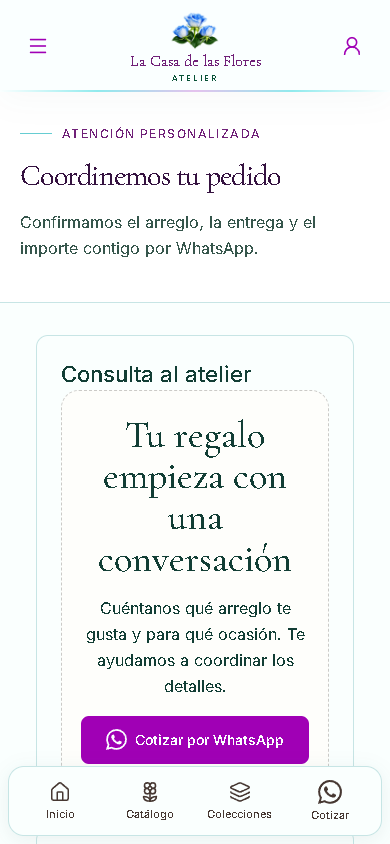 La Casa de las Flores
ATELIER
ATENCIÓN PERSONALIZADA
Coordinemos tu pedido
Confirmamos el arreglo, la entrega y el
importe contigo por WhatsApp.
Consulta al atelier
Tu regalo
empieza con
una
conversación
Cuéntanos qué arreglo te
gusta y para qué ocasión. Te
ayudamos a coordinar los
detalles.
Cotizar por WhatsApp
Inicio
Catálogo
Colecciones
Cotizar